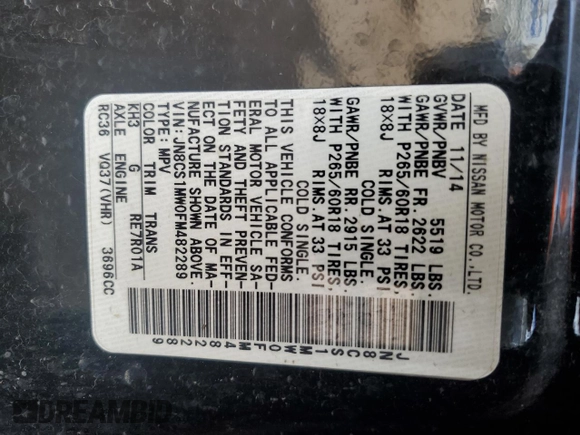 MFD BY NISSAN MOTOR CO.,LTD.
DATE 11/14
GVWR/PNBV 5519 LBS.
GAWR/PNBE FR. 2622 LBS.
WITH P265/60R18 TIRES,
18X8J RIMS.AT 33 PSI
COLD SINGLE.
GAWR/PNBE RR. 2915 LBS.
WITH P265/60R18 TIRES,
18X8J RIMS.AT 33 PSI
COLD SINGLE.
THIS VEHICLE CONFORMS
TO ALL APPLICABLE FED-
ERAL MOTOR VEHICLE SA-
FETY AND THEFT PREVEN-
TION STANDARDS IN EFF-
ECT ON THE DATE OF MA-
NUFACTURE SHOWN ABOVE.
VIN: JN8CS1MW0FM482289
TYPE: MPV
COLOR TRIM TRANS
KH3 G RE7R01A
AXLE ENGINE
RC36 VQ37(VHR) 3696CC
JN8CS1MW0FM482289
DREAMBID